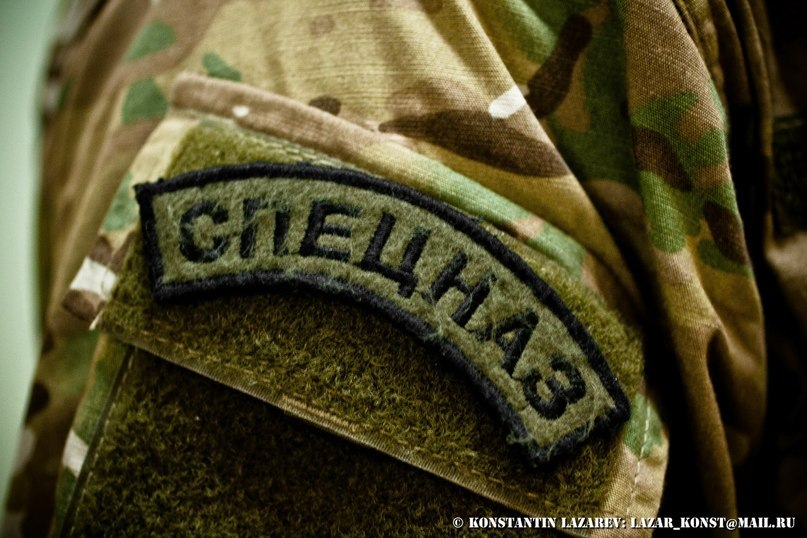 СПЕЦНАЗ
© KONSTANTIN LAZAREV: LAZAR_KONST@MAIL.RU